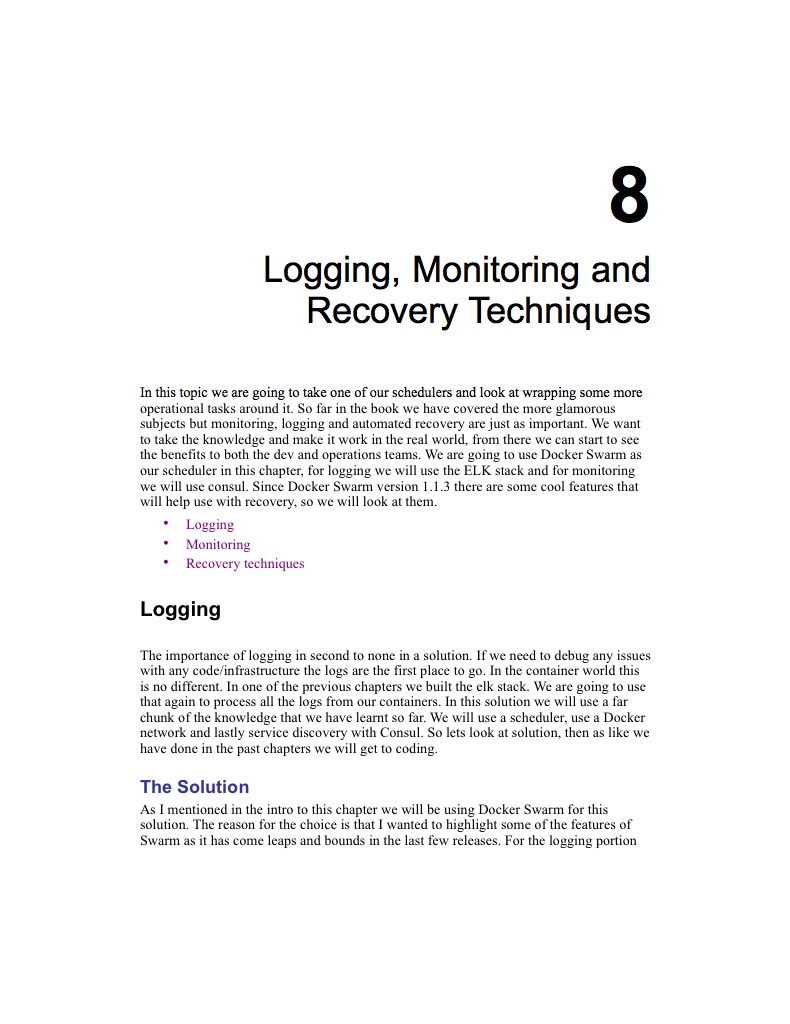 8
Logging, Monitoring and
Recovery Techniques
In this topic we are going to take one of our schedulers and look at wrapping some more
operational tasks around it. So far in the book we have covered the more glamorous
subjects but monitoring, logging and automated recovery are just as important. We want
to take the knowledge and make it work in the real world, from there we can start to see
the benefits to both the dev and operations teams. We are going to use Docker Swarm as
our scheduler in this chapter, for logging we will use the ELK stack and for monitoring
we will use consul. Since Docker Swarm version 1.1.3 there are some cool features that
will help use with recovery, so we will look at them.
• Logging
• Monitoring
• Recovery techniques
Logging
The importance of logging in second to none in a solution. If we need to debug any issues
with any code/infrastructure the logs are the first place to go. In the container world this
is no different. In one of the previous chapters we built the elk stack. We are going to use
that again to process all the logs from our containers. In this solution we will use a far
chunk of the knowledge that we have learnt so far. We will use a scheduler, use a Docker
network and lastly service discovery with Consul. So lets look at solution, then as like we
have done in the past chapters we will get to coding.
The Solution
As I mentioned in the intro to this chapter we will be using Docker Swarm for this
solution. The reason for the choice is that I wanted to highlight some of the features of
Swarm as it has come leaps and bounds in the last few releases. For the logging portion